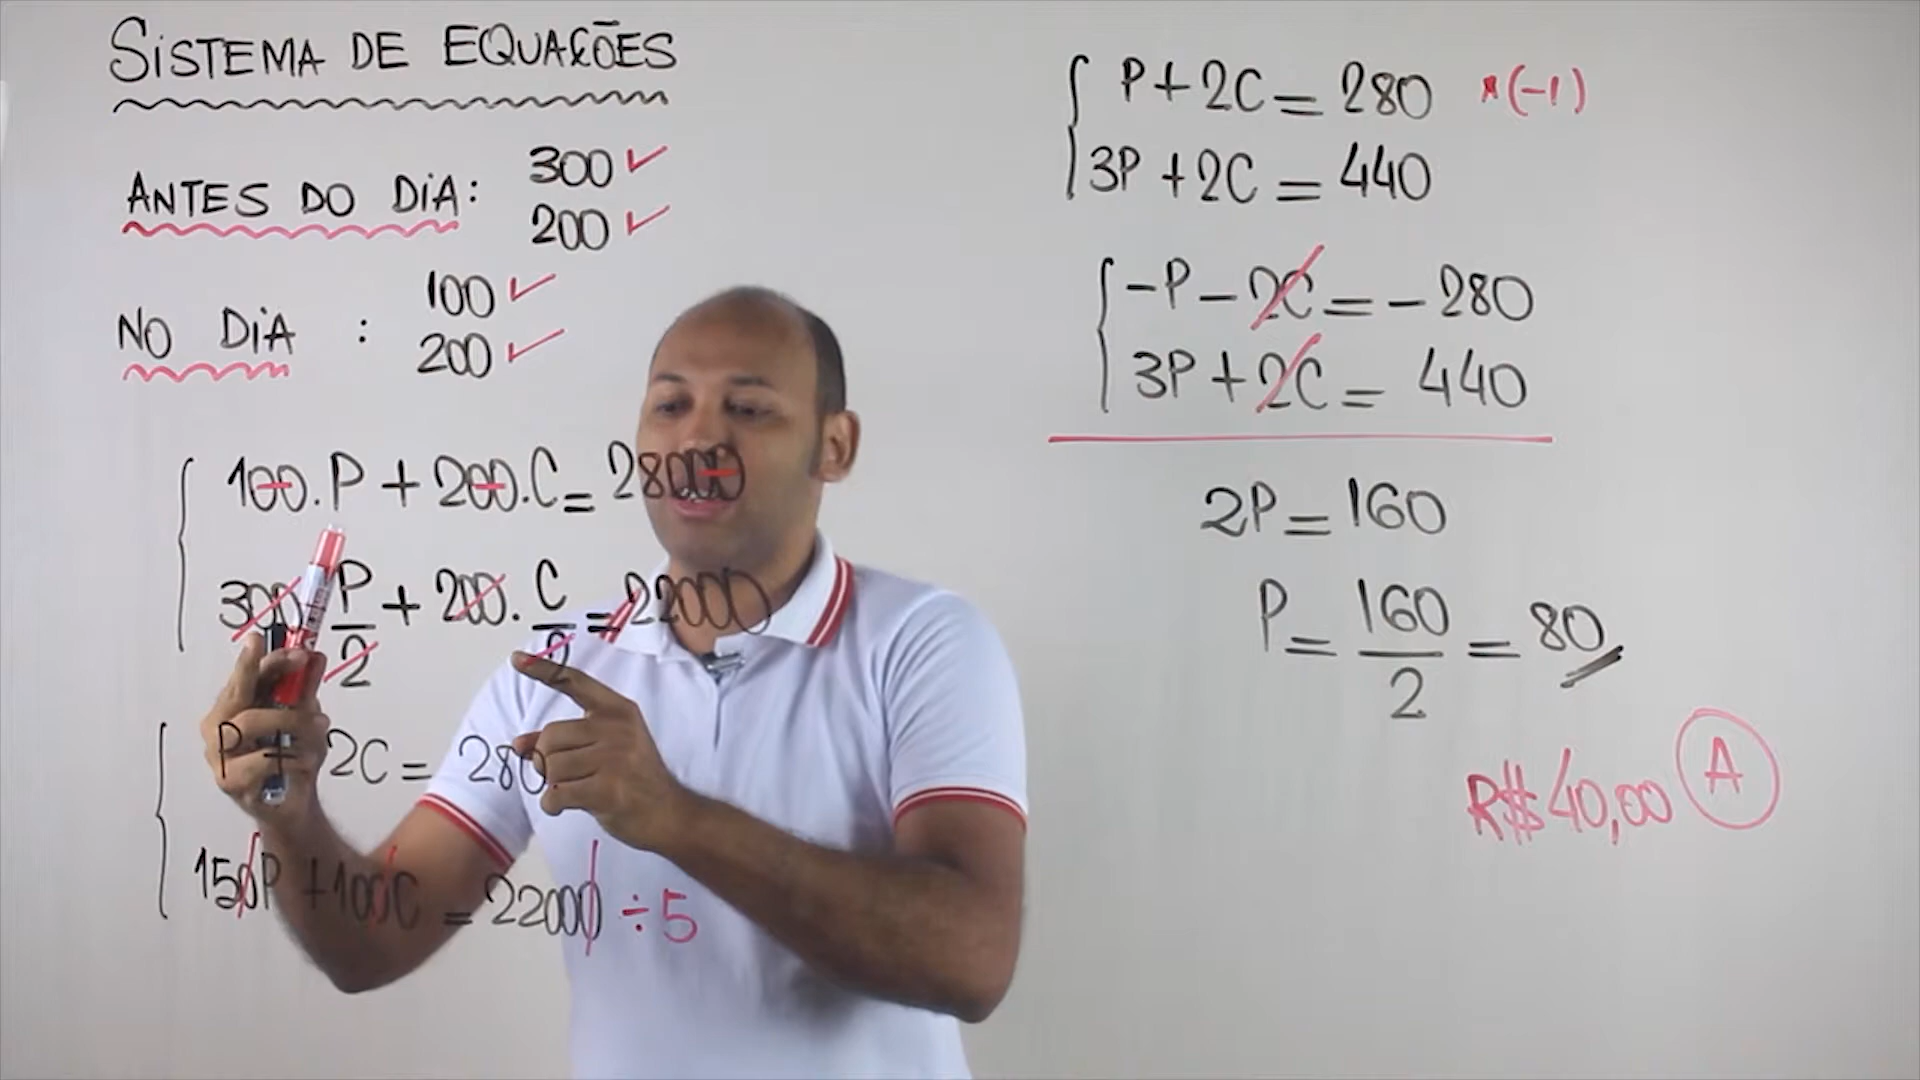 SISTEMA DE EQUAÇÕES
ANTES DO DIA: 300 ✓
200 ✓
NO DIA : 100 ✓
200 ✓
100.P + 200.C = 28000
300 P/2 + 200. C/2 = 22000
P + 2C = 280
150P + 100C = 22000 ÷5
P + 2C = 280 ×(-1)
3P + 2C = 440
-P - 2C = - 280
3P + 2C = 440
2P = 160
P = 160/2 = 80
R$ 40,00 A